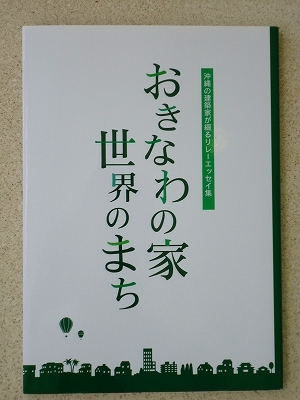 沖縄の建築家が綴るリレーエッセイ集
おきなわの家
世界のまち